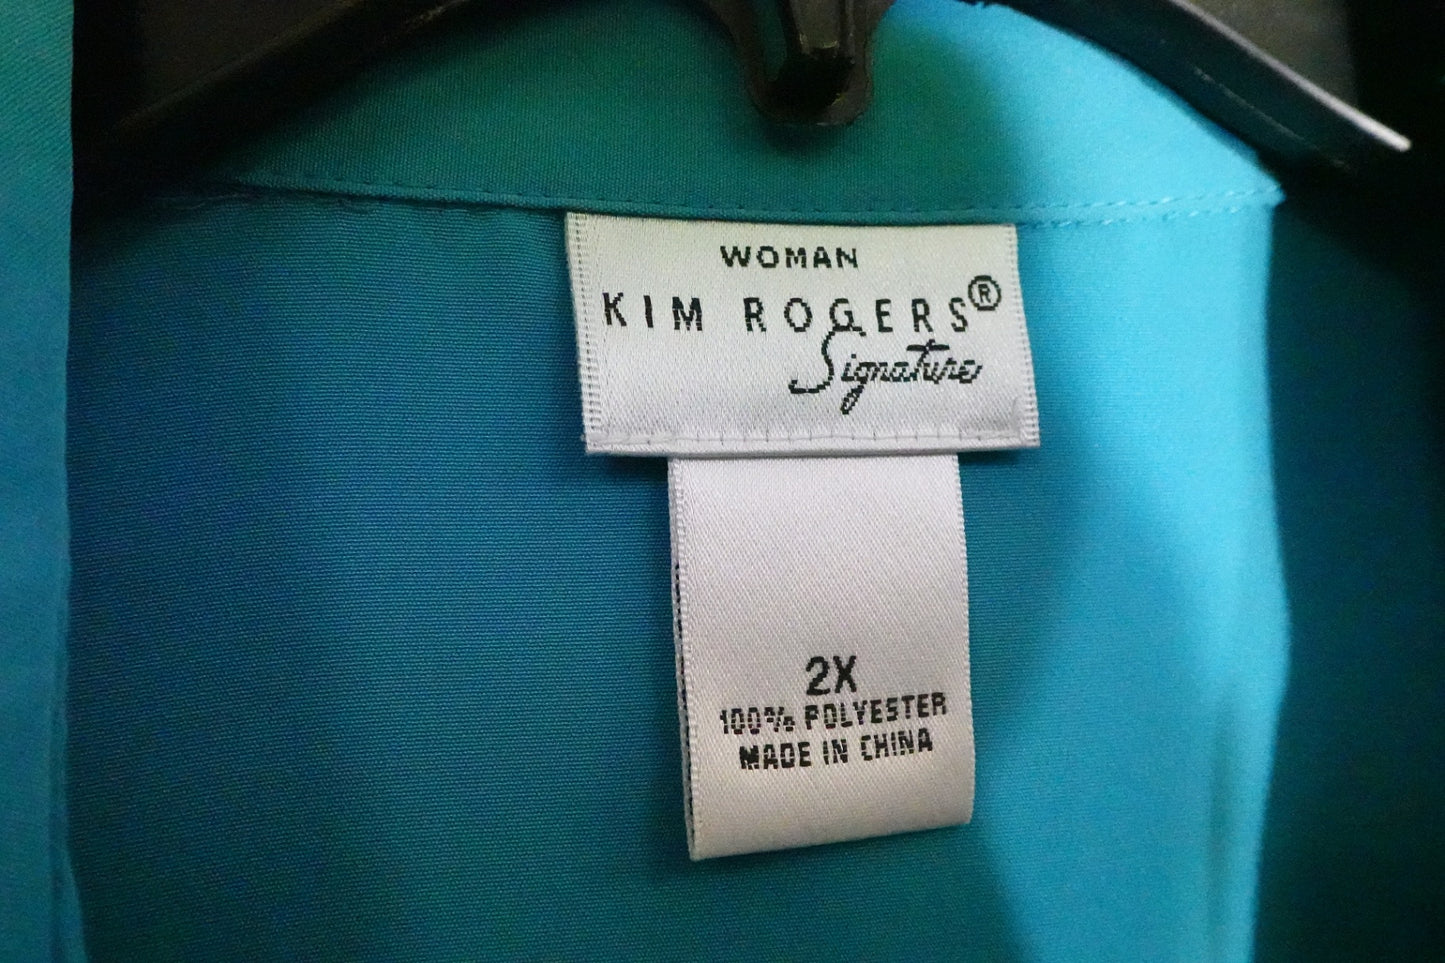 WOMAN
KIM ROGERS®
Signature
2X
100% POLYESTER
MADE IN CHINA